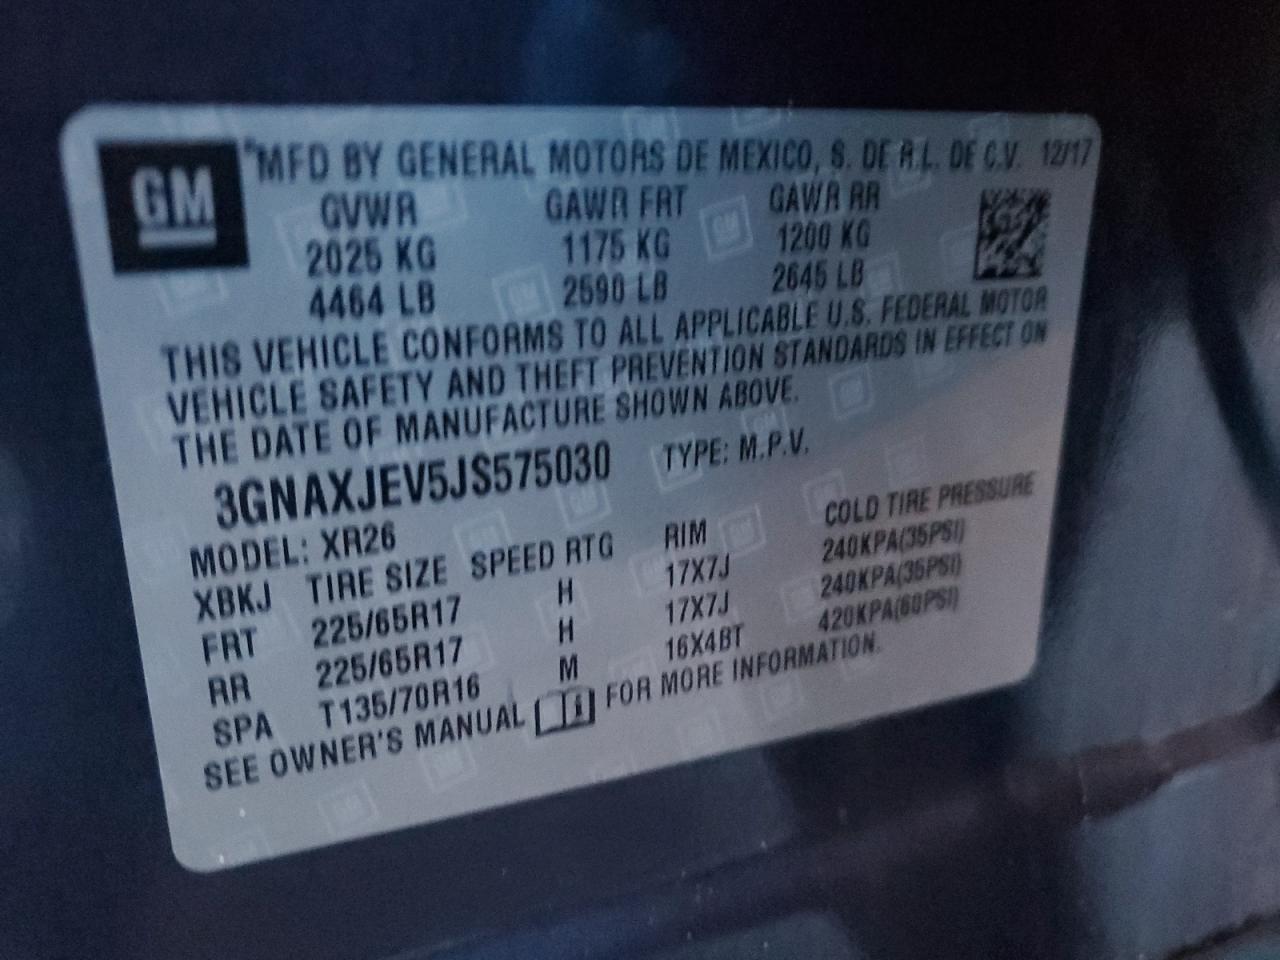 GM
*MFD BY GENERAL MOTORS DE MEXICO, S. DE R.L. DE C.V. 12/17
GVWR GAWR FRT GAWR RR
2025 KG 1175 KG 1200 KG
4464 LB 2590 LB 2645 LB
THIS VEHICLE CONFORMS TO ALL APPLICABLE U.S. FEDERAL MOTOR
VEHICLE SAFETY AND THEFT PREVENTION STANDARDS IN EFFECT ON
THE DATE OF MANUFACTURE SHOWN ABOVE.
3GNAXJEV5JS575030 TYPE: M.P.V.
MODEL: XR26
XBKJ TIRE SIZE SPEED RTG RIM COLD TIRE PRESSURE
FRT 225/65R17 H 17X7J 240KPA(35PSI)
RR 225/65R17 H 17X7J 240KPA(35PSI)
SPA T135/70R16 M 16X4BT 420KPA(60PSI)
SEE OWNER'S MANUAL FOR MORE INFORMATION.